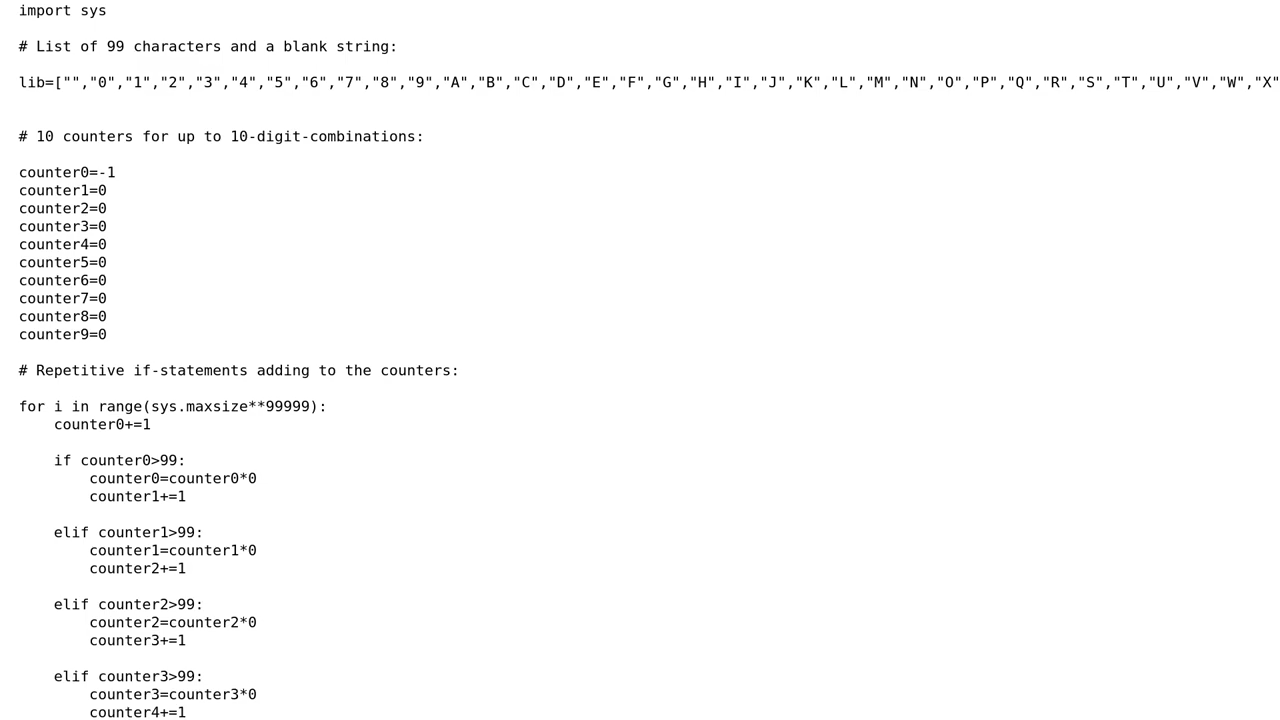 import sys
# List of 99 characters and a blank string:
lib=["","0","1","2","3","4","5","6","7","8","9","A","B","C","D","E","F","G","H","I","J","K","L","M","N","O","P","Q","R","S","T","U","V","W","X"
# 10 counters for up to 10-digit-combinations:
counter0=-1
counter1=0
counter2=0
counter3=0
counter4=0
counter5=0
counter6=0
counter7=0
counter8=0
counter9=0
# Repetitive if-statements adding to the counters:
for i in range(sys.maxsize**99999):
    counter0+=1
    if counter0>99:
        counter0=counter0*0
        counter1+=1
    elif counter1>99:
        counter1=counter1*0
        counter2+=1
    elif counter2>99:
        counter2=counter2*0
        counter3+=1
    elif counter3>99:
        counter3=counter3*0
        counter4+=1